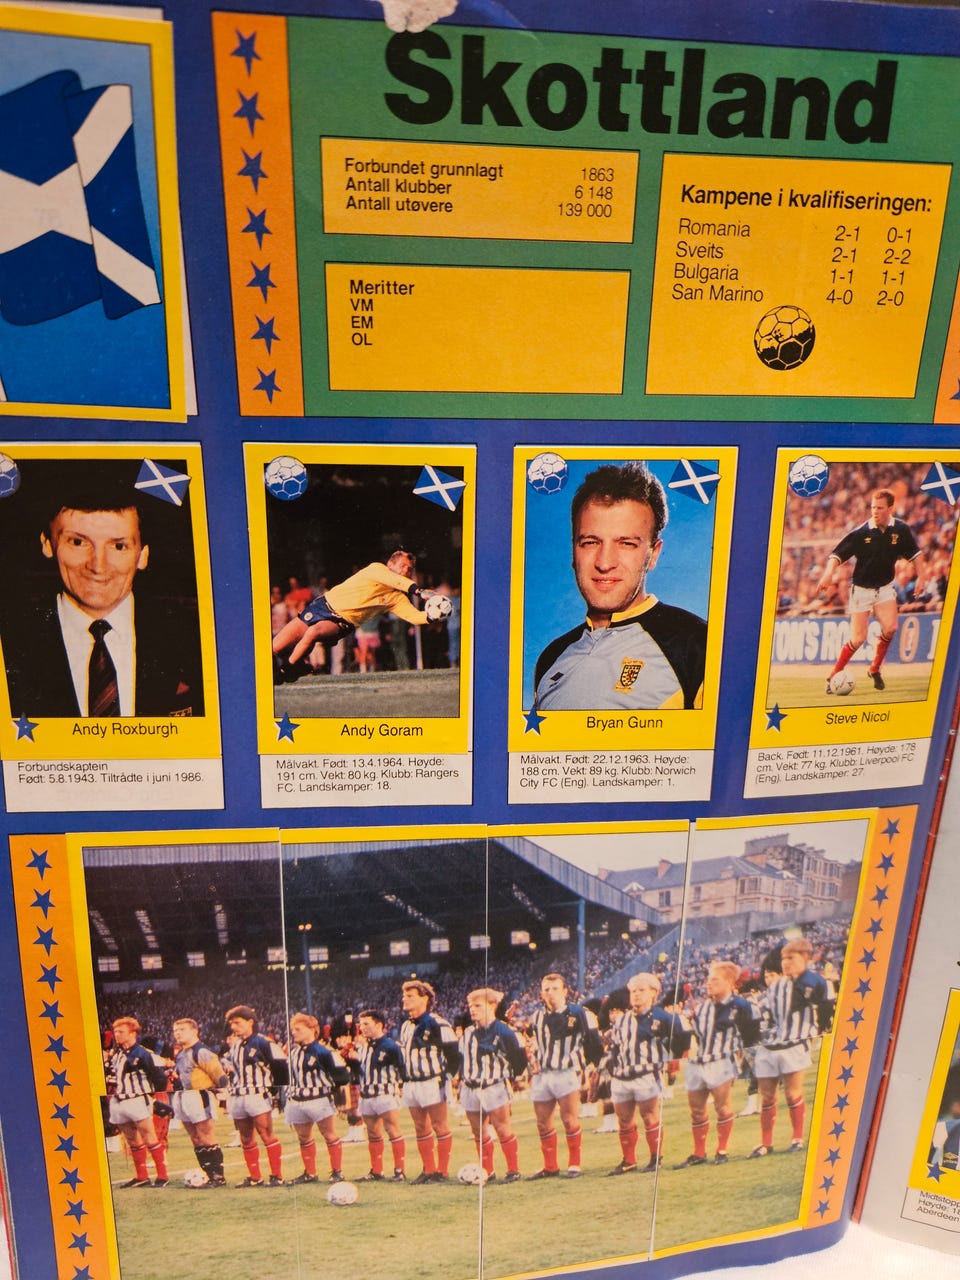 Skottland
Forbundet grunnlagt 1863
Antall klubber 6 148
Antall utøvere 139 000
Meritter
VM
EM
OL
Kampene i kvalifiseringen:
Romania 2-1 0-1
Sveits 2-1 2-2
Bulgaria 1-1 1-1
San Marino 4-0 2-0
Andy Roxburgh
Forbundskaptein
Født: 5.8.1943. Tiltrådte i juni 1986.
Andy Goram
Målvakt. Født: 13.4.1964. Høyde:
191 cm. Vekt: 80 kg. Klubb: Rangers
FC. Landskamper: 18.
Bryan Gunn
Målvakt. Født: 22.12.1963. Høyde:
188 cm. Vekt: 89 kg. Klubb: Norwich
City FC (Eng). Landskamper: 1.
Steve Nicol
Back. Født: 11.12.1961. Høyde: 178
cm. Vekt: 77 kg. Klubb: Liverpool FC
(Eng). Landskamper: 27.
Høyde: 18
Aberdeen